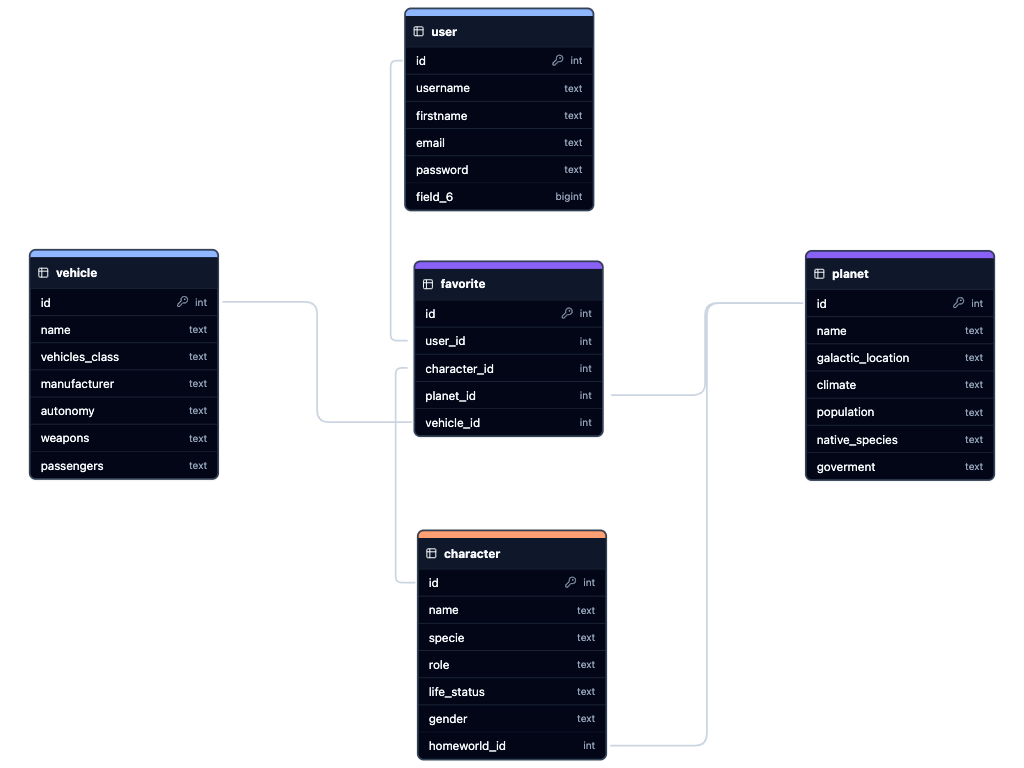 user
id int
username text
firstname text
email text
password text
field_6 bigint
vehicle
id int
name text
vehicles_class text
manufacturer text
autonomy text
weapons text
passengers text
favorite
id int
user_id int
character_id int
planet_id int
vehicle_id int
planet
id int
name text
galactic_location text
climate text
population text
native_species text
goverment text
character
id int
name text
specie text
role text
life_status text
gender text
homeworld_id int